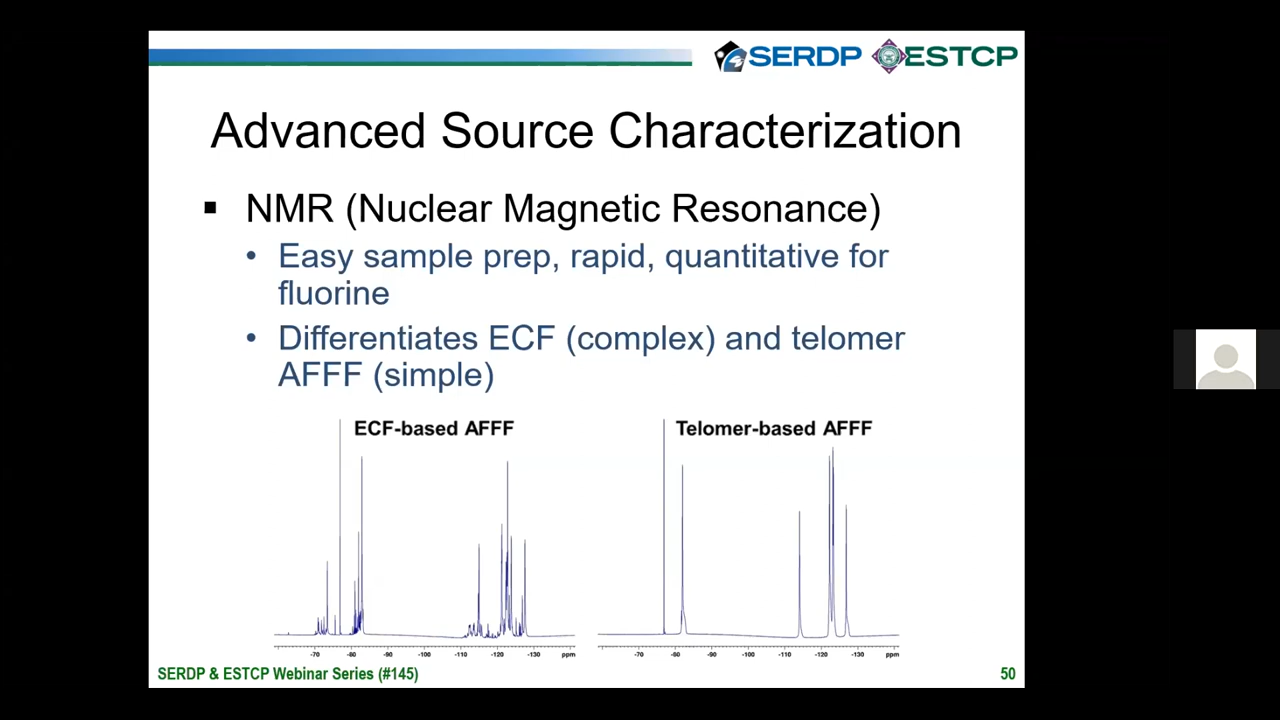 SERDP ESTCP
Advanced Source Characterization
▪ NMR (Nuclear Magnetic Resonance)
• Easy sample prep, rapid, quantitative for
fluorine
• Differentiates ECF (complex) and telomer
AFFF (simple)
ECF-based AFFF
Telomer-based AFFF
-70 -80 -90 -100 -110 -120 -130 ppm
-70 -80 -90 -100 -110 -120 -130 ppm
SERDP & ESTCP Webinar Series (#145)
50